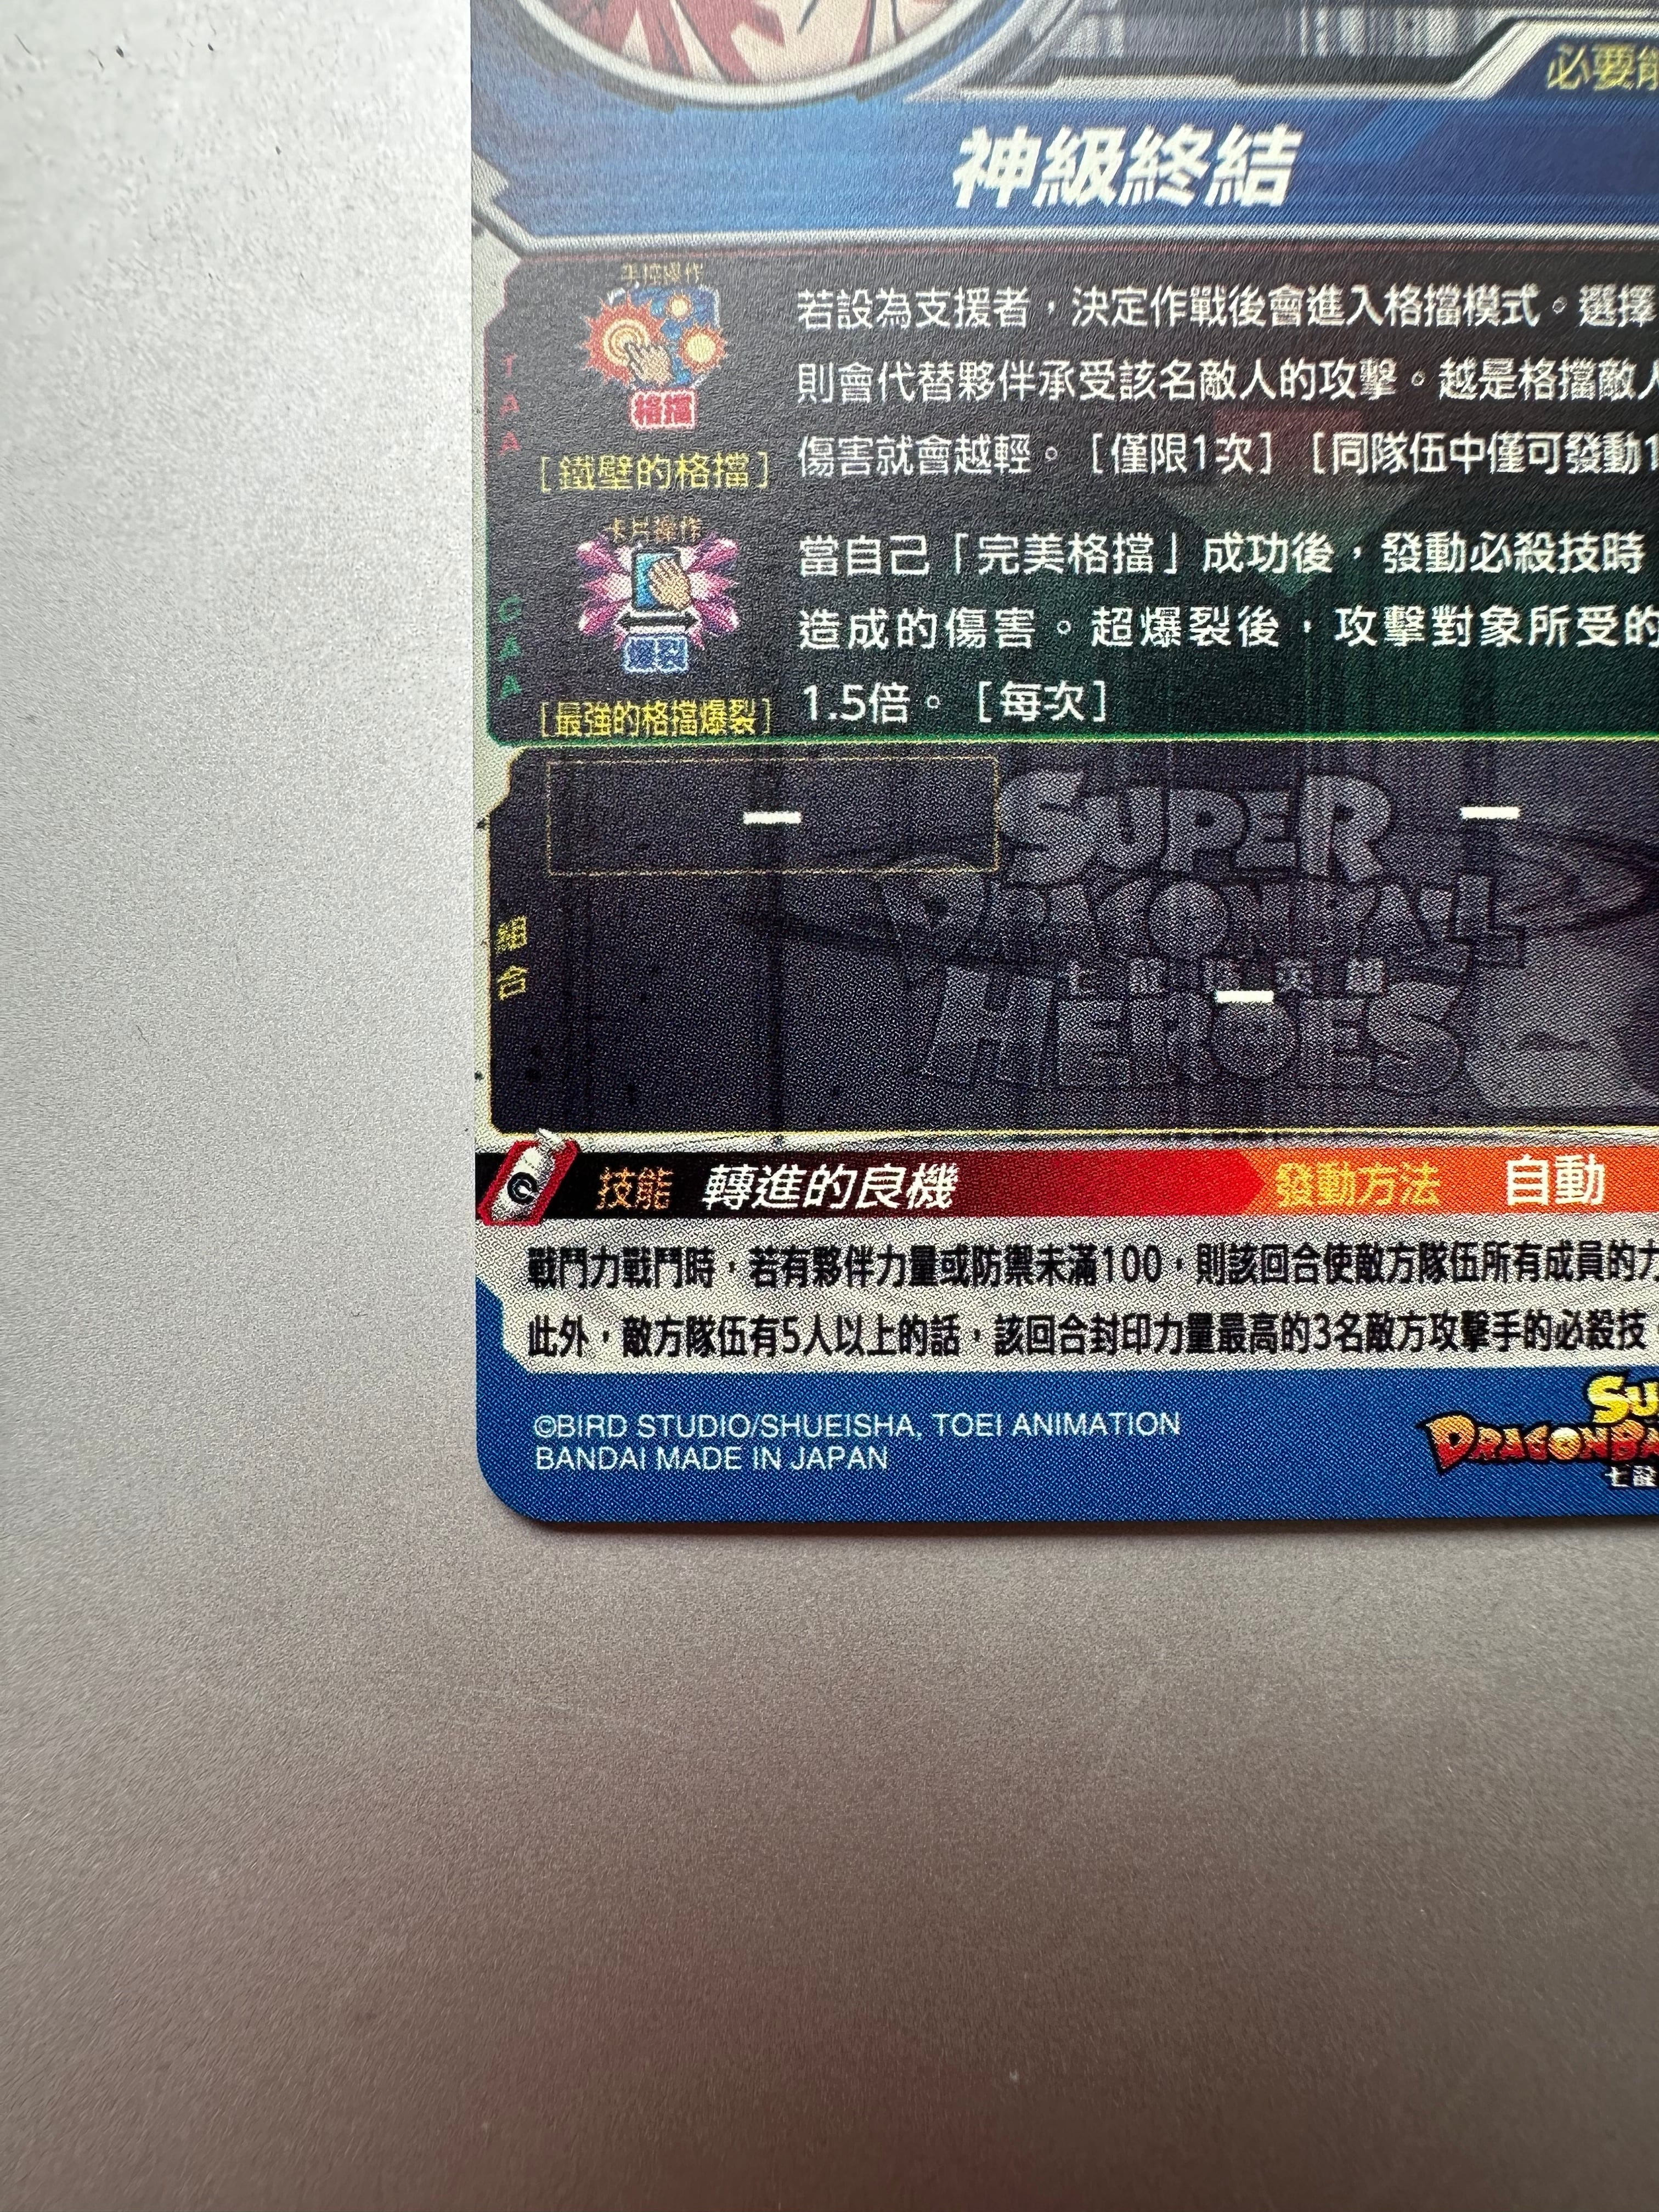 必要
神級終結
格擋
[鐵壁的格擋]
T
A
A
若設為支援者，決定作戰後會進入格擋模式。選擇
則會代替夥伴承受該名敵人的攻擊。越是格擋敵人
傷害就會越輕。[僅限1次][同隊伍中僅可發動1
卡片操作
爆裂
[最強的格擋爆裂]
C
A
A
當自己「完美格擋」成功後，發動必殺技時
造成的傷害。超爆裂後，攻擊對象所受的
1.5倍。[每次]
組合
－
－
－
SUPER
DRAGONBALL
HEROES
C 技能 轉進的良機 發動方法 自動
戰鬥力戰鬥時，若有夥伴力量或防禦未滿100，則該回合使敵方隊伍所有成員的力
此外，敵方隊伍有5人以上的話，該回合封印力量最高的3名敵方攻擊手的必殺技。
©BIRD STUDIO/SHUEISHA, TOEI ANIMATION
BANDAI MADE IN JAPAN
SU
DRAGONBA
七龍